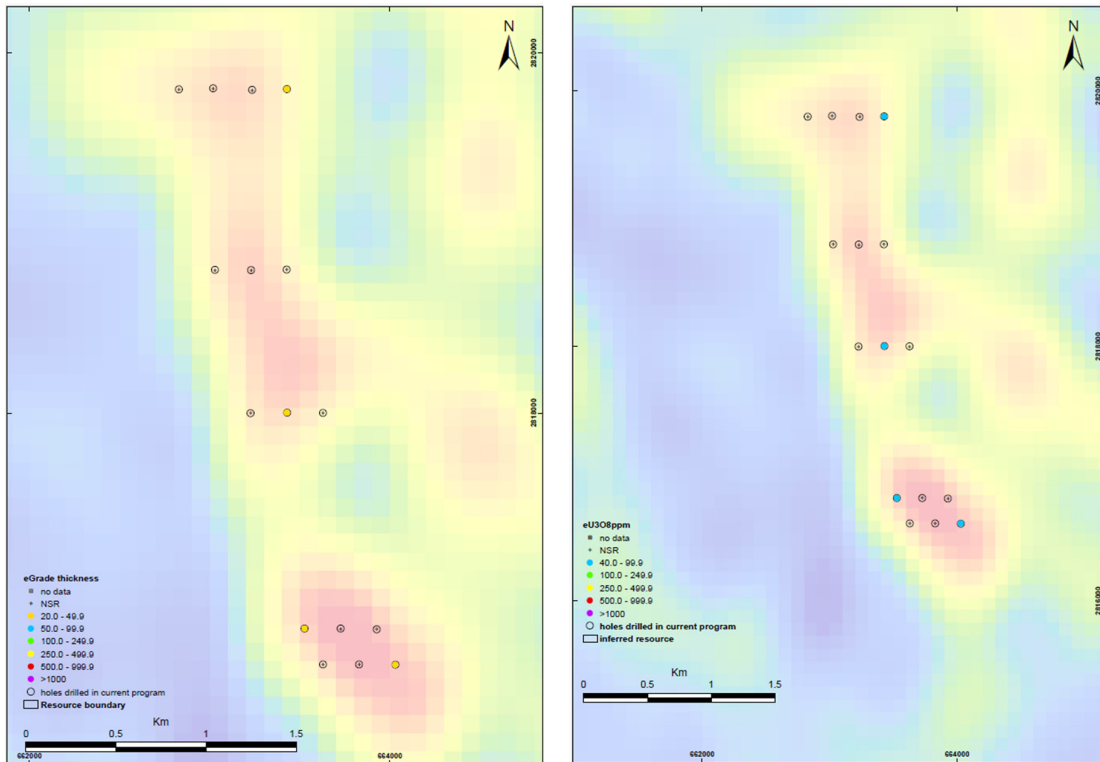 N
2820000
2818000
eGrade thickness
no data
NSR
20.0 - 49.9
50.0 - 99.9
100.0 - 249.9
250.0 - 499.9
500.0 - 999.9
>1000
holes drilled in current program
Resource boundary
Km
0 0.5 1 1.5
662000 664000
N
2820000
2818000
2816000
eU3O8ppm
no data
NSR
40.0 - 99.9
100.0 - 249.9
250.0 - 499.9
500.0 - 999.9
>1000
holes drilled in current program
inferred resource
Km
0 0.5 1 1.5
662000 664000